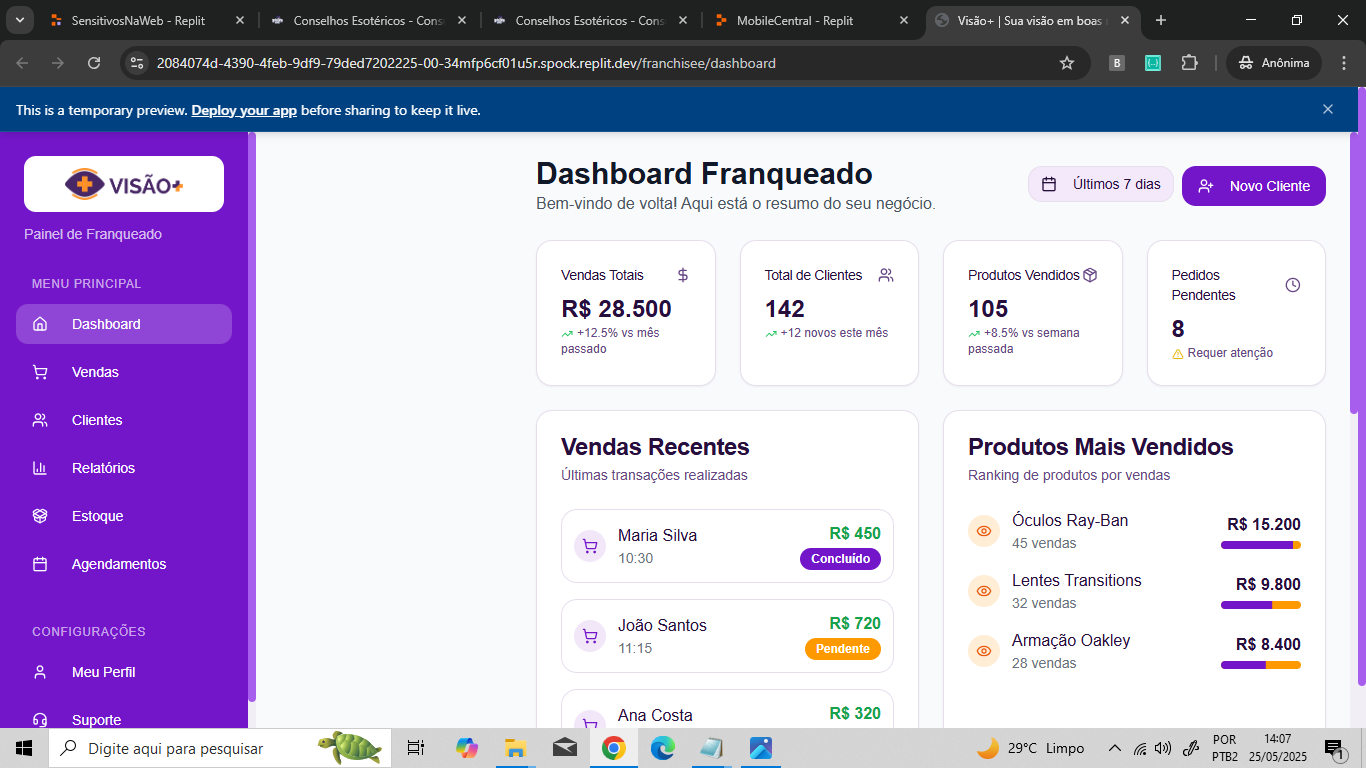 SensitivosNaWeb - Replit
Conselhos Esotéricos - Cons
Conselhos Esotéricos - Cons
MobileCentral - Replit
Visão+ | Sua visão em boas
2084074d-4390-4feb-9df9-79ded7202225-00-34mfp6cf01u5r.spock.replit.dev/franchisee/dashboard
B
Anônima
This is a temporary preview. Deploy your app before sharing to keep it live.
VISÃO+
Painel de Franqueado
MENU PRINCIPAL
Dashboard
Vendas
Clientes
Relatórios
Estoque
Agendamentos
CONFIGURAÇÕES
Meu Perfil
Suporte
Dashboard Franqueado
Bem-vindo de volta! Aqui está o resumo do seu negócio.
Últimos 7 dias
Novo Cliente
Vendas Totais
R$ 28.500
+12.5% vs mês
passado
Total de Clientes
142
+12 novos este mês
Produtos Vendidos
105
+8.5% vs semana
passada
Pedidos
Pendentes
8
Requer atenção
Vendas Recentes
Últimas transações realizadas
Maria Silva
10:30
R$ 450
Concluído
João Santos
11:15
R$ 720
Pendente
Ana Costa
R$ 320
Produtos Mais Vendidos
Ranking de produtos por vendas
Óculos Ray-Ban
45 vendas
R$ 15.200
Lentes Transitions
32 vendas
R$ 9.800
Armação Oakley
28 vendas
R$ 8.400
Digite aqui para pesquisar
29°C Limpo
POR
PTB2
14:07
25/05/2025
1